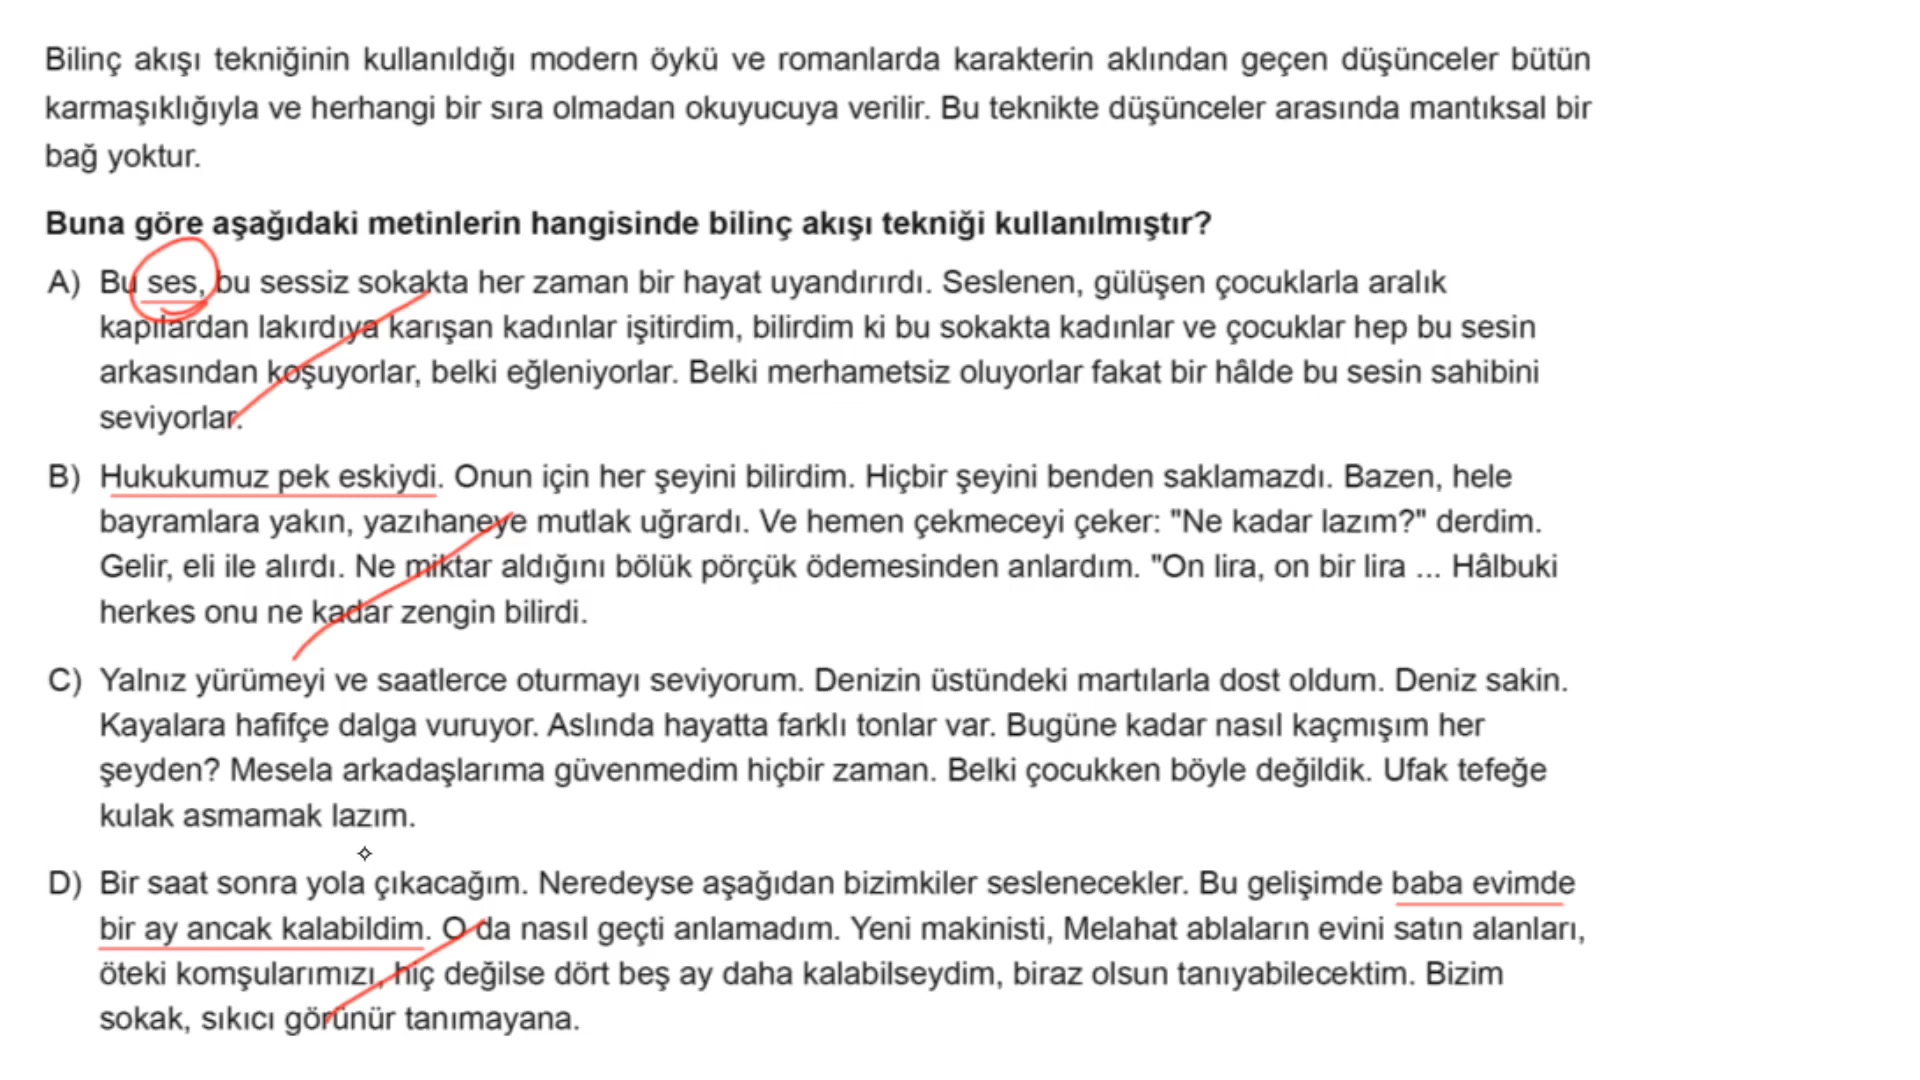 Bilinç akışı tekniğinin kullanıldığı modern öykü ve romanlarda karakterin aklından geçen düşünceler bütün
karmaşıklığıyla ve herhangi bir sıra olmadan okuyucuya verilir. Bu teknikte düşünceler arasında mantıksal bir
bağ yoktur.
Buna göre aşağıdaki metinlerin hangisinde bilinç akışı tekniği kullanılmıştır?
A) Bu ses, bu sessiz sokakta her zaman bir hayat uyandırırdı. Seslenen, gülüşen çocuklarla aralık
kapılardan lakırdıya karışan kadınlar işitirdim, bilirdim ki bu sokakta kadınlar ve çocuklar hep bu sesin
arkasından koşuyorlar, belki eğleniyorlar. Belki merhametsiz oluyorlar fakat bir hâlde bu sesin sahibini
seviyorlar.
B) Hukukumuz pek eskiydi. Onun için her şeyini bilirdim. Hiçbir şeyini benden saklamazdı. Bazen, hele
bayramlara yakın, yazıhaneye mutlak uğrardı. Ve hemen çekmeceyi çeker: "Ne kadar lazım?" derdim.
Gelir, eli ile alırdı. Ne miktar aldığını bölük pörçük ödemesinden anlardım. "On lira, on bir lira ... Hâlbuki
herkes onu ne kadar zengin bilirdi.
C) Yalnız yürümeyi ve saatlerce oturmayı seviyorum. Denizin üstündeki martılarla dost oldum. Deniz sakin.
Kayalara hafifçe dalga vuruyor. Aslında hayatta farklı tonlar var. Bugüne kadar nasıl kaçmışım her
şeyden? Mesela arkadaşlarıma güvenmedim hiçbir zaman. Belki çocukken böyle değildik. Ufak tefeğe
kulak asmamak lazım.
D) Bir saat sonra yola çıkacağım. Neredeyse aşağıdan bizimkiler seslenecekler. Bu gelişimde baba evimde
bir ay ancak kalabildim. O da nasıl geçti anlamadım. Yeni makinisti, Melahat ablaların evini satın alanları,
öteki komşularımızı, hiç değilse dört beş ay daha kalabilseydim, biraz olsun tanıyabilecektim. Bizim
sokak, sıkıcı görünür tanımayana.